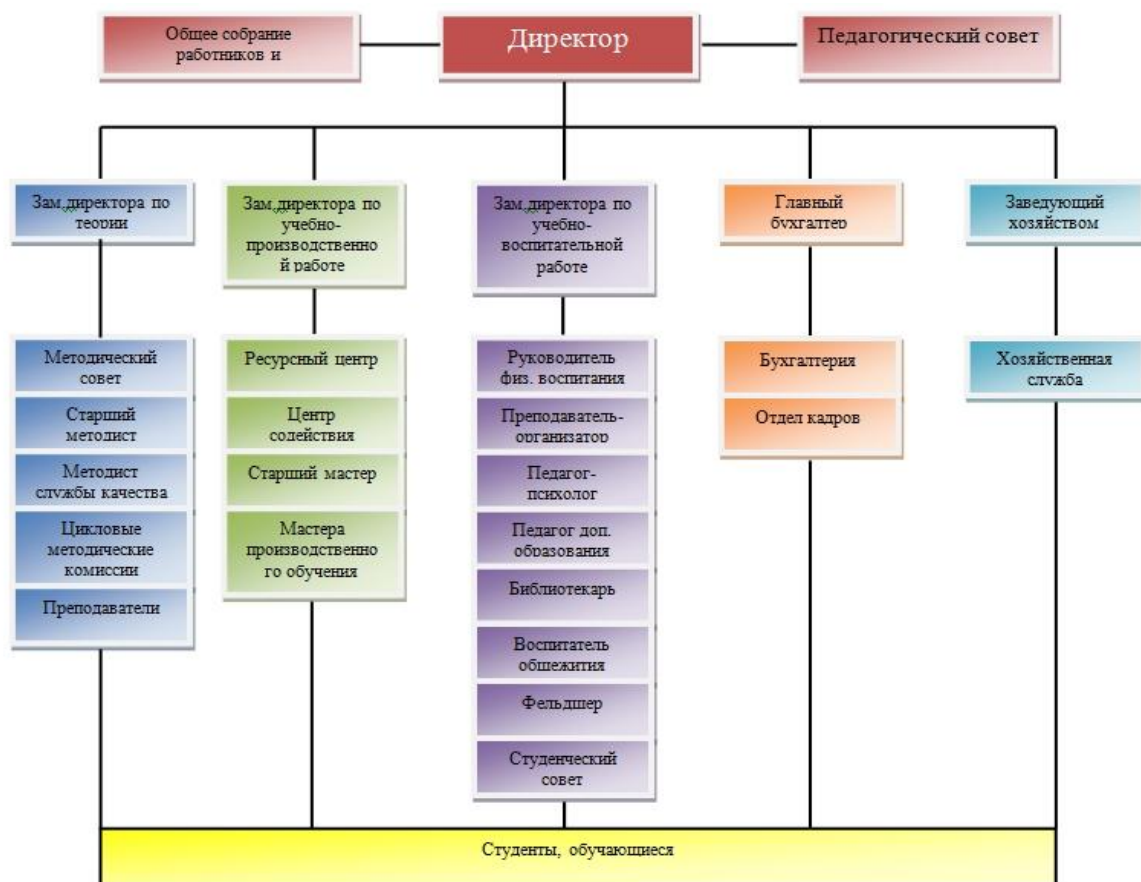 Общее собрание
работников и
Директор
Педагогический совет
Зам.директора по
теории
Зам.директора по
учебно-
производственно
й работе
Зам.директора по
учебно-
воспитательной
работе
Главный
бухгалтер
Заведующий
хозяйством
Методический
совет
Старший
методист
Методист
службы качества
Цикловые
методические
комиссии
Преподаватели
Ресурсный центр
Центр
содействия
Старший мастер
Мастера
производственно
го обучения
Руководитель
физ. воспитания
Преподаватель-
организатор
Педагог-
психолог
Педагог доп.
образования
Библиотекарь
Воспитатель
общежития
Фельдшер
Студенческий
совет
Бухгалтерия
Отдел кадров
Хозяйственная
служба
Студенты, обучающиеся